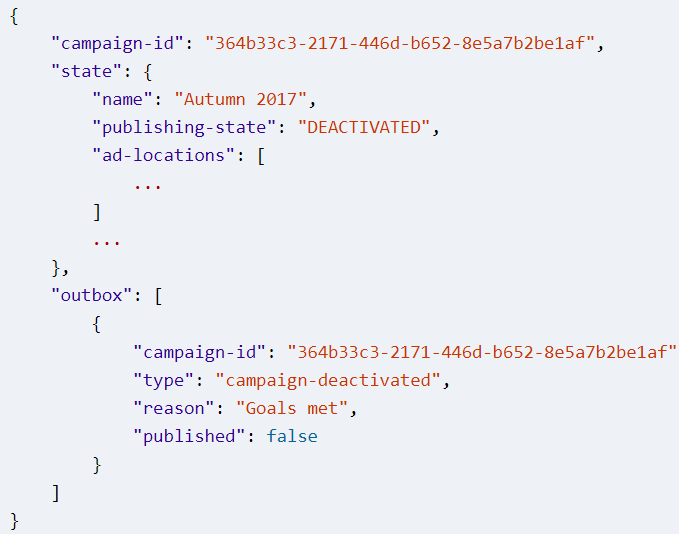 {
    "campaign-id": "364b33c3-2171-446d-b652-8e5a7b2be1af",
    "state": {
        "name": "Autumn 2017",
        "publishing-state": "DEACTIVATED",
        "ad-locations": [
            ...
        ]
        ...
    },
    "outbox": [
        {
            "campaign-id": "364b33c3-2171-446d-b652-8e5a7b2be1af"
            "type": "campaign-deactivated",
            "reason": "Goals met",
            "published": false
        }
    ]
}